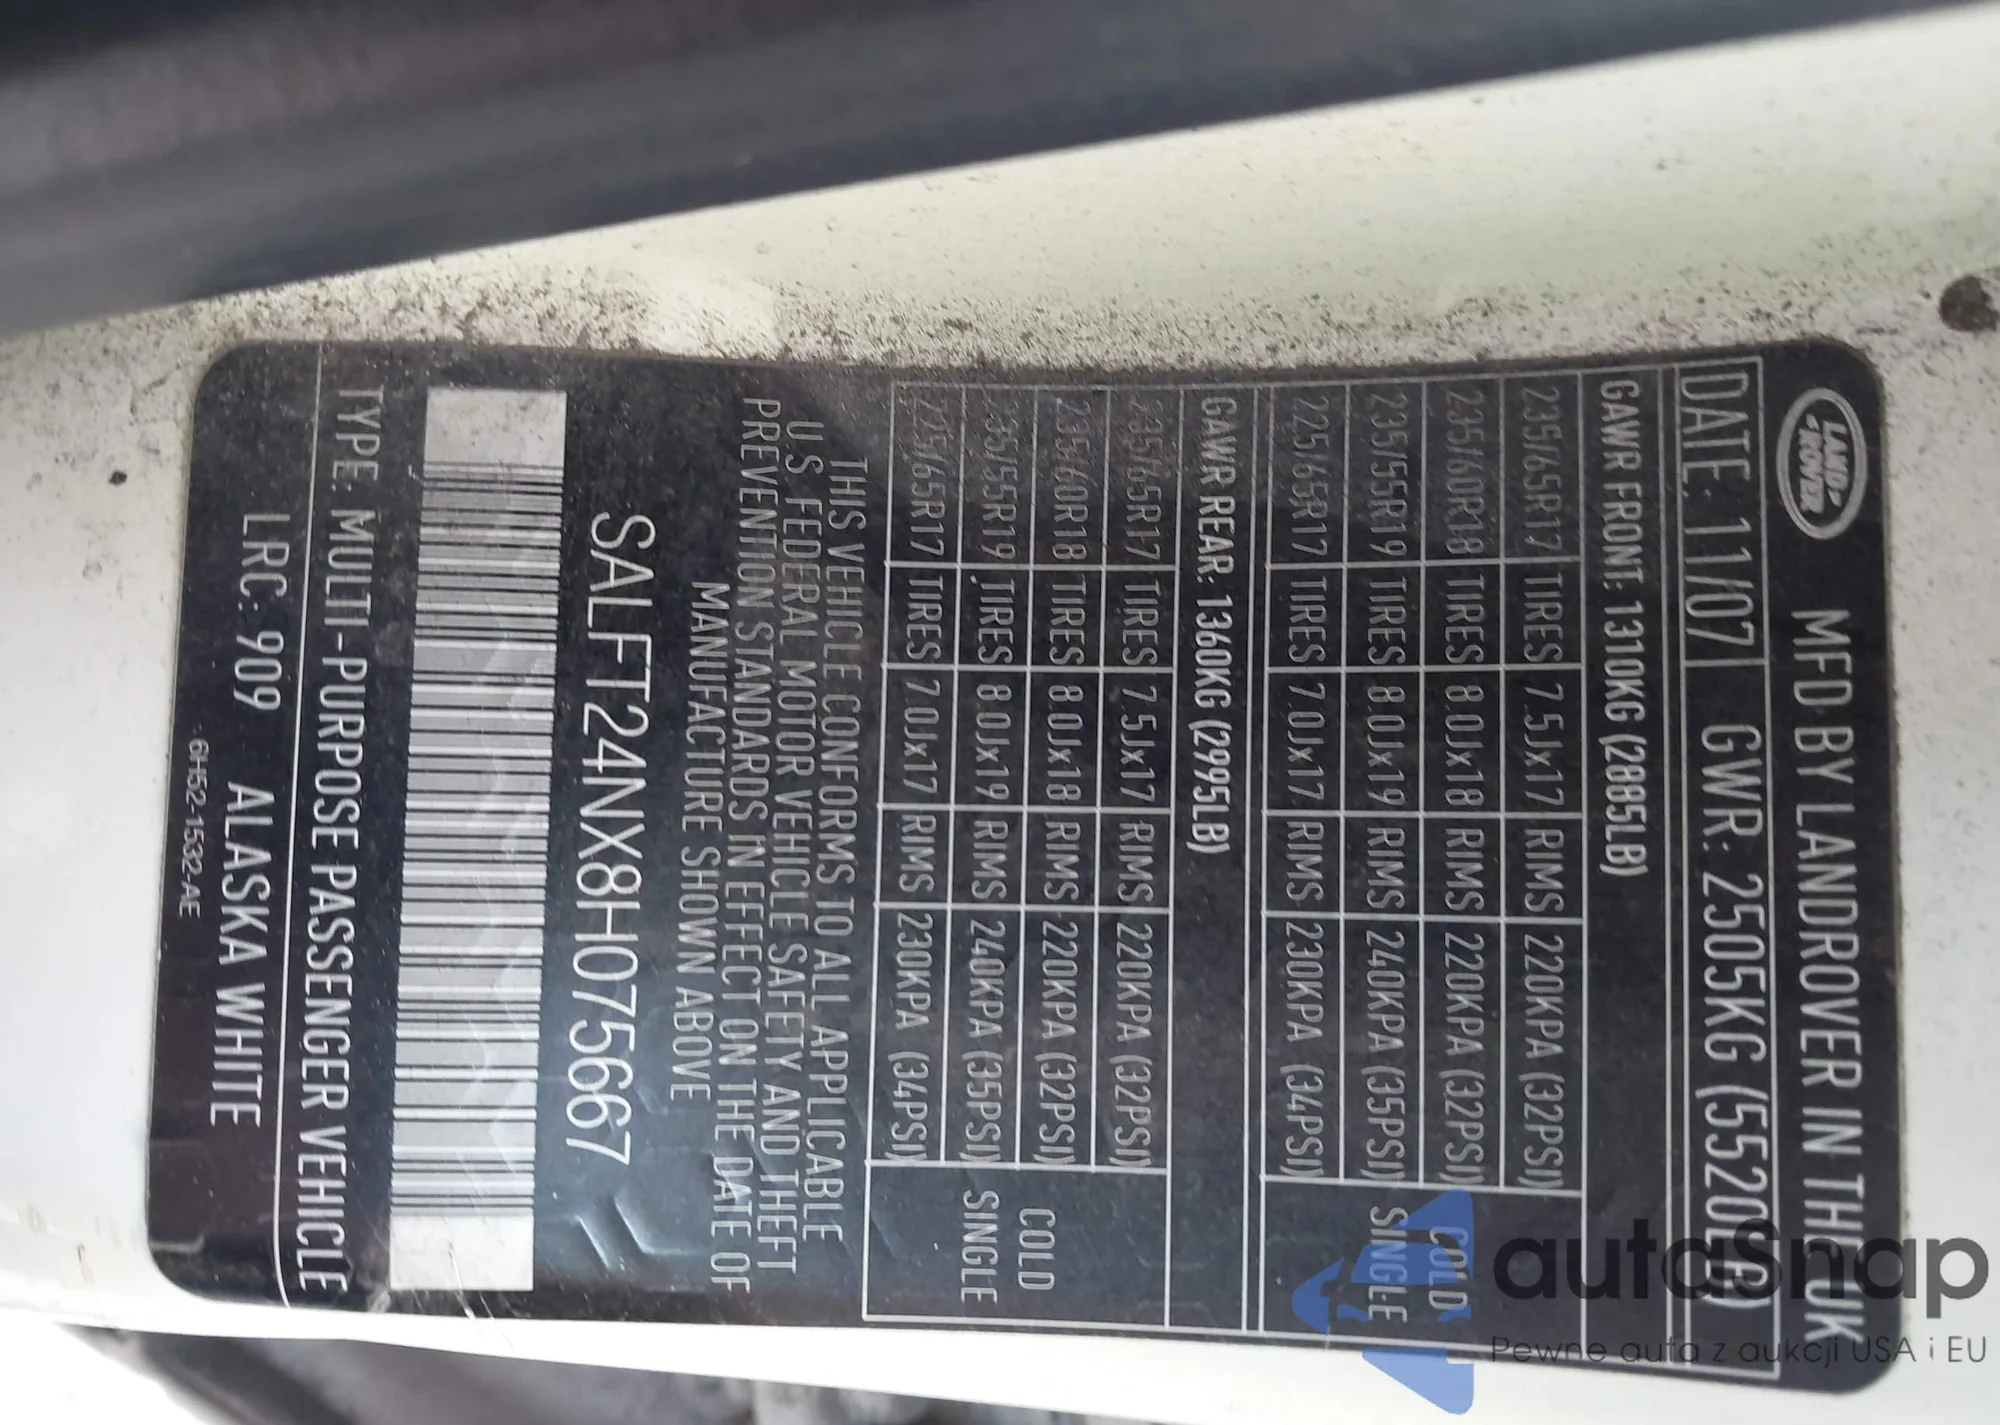 LAND-
-ROVER
MFD BY LANDROVER IN THE UK
DATE: 11/07 GWR: 2505KG (5520LB)
GAWR FRONT: 1310KG (2885LB)
235/65R17 TIRES 7.5Jx17 RIMS 220KPA (32PSI)
235/60R18 TIRES 8.0Jx18 RIMS 220KPA (32PSI) COLD
235/55R19 TIRES 8.0Jx19 RIMS 240KPA (35PSI) SINGLE
225/65R17 TIRES 7.0Jx17 RIMS 230KPA (34PSI)
GAWR REAR: 1360KG (2995LB)
235/65R17 TIRES 7.5Jx17 RIMS 220KPA (32PSI)
235/60R18 TIRES 8.0Jx18 RIMS 220KPA (32PSI) COLD
235/55R19 TIRES 8.0Jx19 RIMS 240KPA (35PSI) SINGLE
225/65R17 TIRES 7.0Jx17 RIMS 230KPA (34PSI)
THIS VEHICLE CONFORMS TO ALL APPLICABLE
U.S FEDERAL MOTOR VEHICLE SAFETY AND THEFT
PREVENTION STANDARDS IN EFFECT ON THE DATE OF
MANUFACTURE SHOWN ABOVE
SALFT24NX8H075667
TYPE: MULTI-PURPOSE PASSENGER VEHICLE
LRC: 909 ALASKA WHITE
6H52-1532-AE
autasnap
Pewne auta z aukcji USA i EU